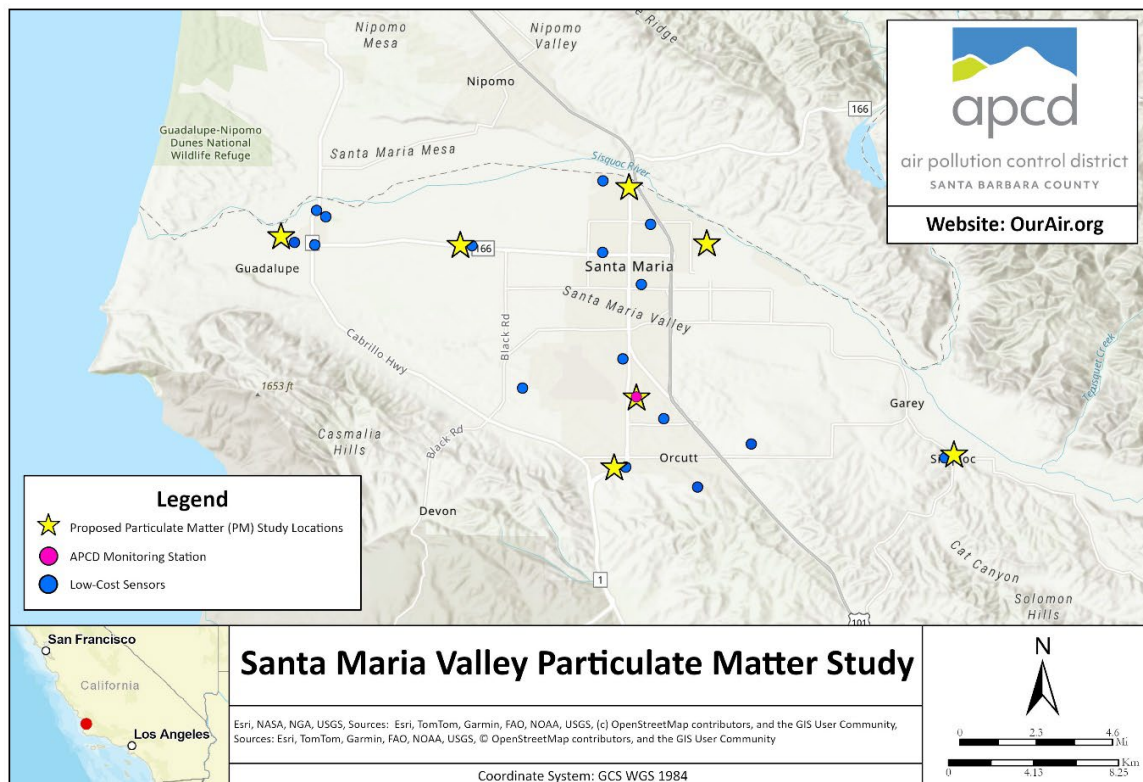 Nipomo
Mesa
Nipomo
Valley
Ridge
Nipomo
166
Guadalupe-Nipomo
Dunes National
Wildlife Refuge
Santa Maria Mesa
Sisquoc River
apcd
air pollution control district
SANTA BARBARA COUNTY
Website: OurAir.org
166
Guadalupe
Santa Maria
Santa Maria Valley
Black Rd
Cabrillo Hwy
Tepusquet Creek
1653 ft
Garey
Casmalia
Hills
Black Rd
Orcutt
Devon
Cat Canyon
Solomon
Hills
1
101
Legend
Proposed Particulate Matter (PM) Study Locations
APCD Monitoring Station
Low-Cost Sensors
San Francisco
California
Los Angeles
Santa Maria Valley Particulate Matter Study
Esri, NASA, NGA, USGS, Sources: Esri, TomTom, Garmin, FAO, NOAA, USGS, (c) OpenStreetMap contributors, and the GIS User Community,
Sources: Esri, TomTom, Garmin, FAO, NOAA, USGS, © OpenStreetMap contributors, and the GIS User Community
Coordinate System: GCS WGS 1984
N
0 2.3 4.6
Mi
Km
0 4.13 8.25